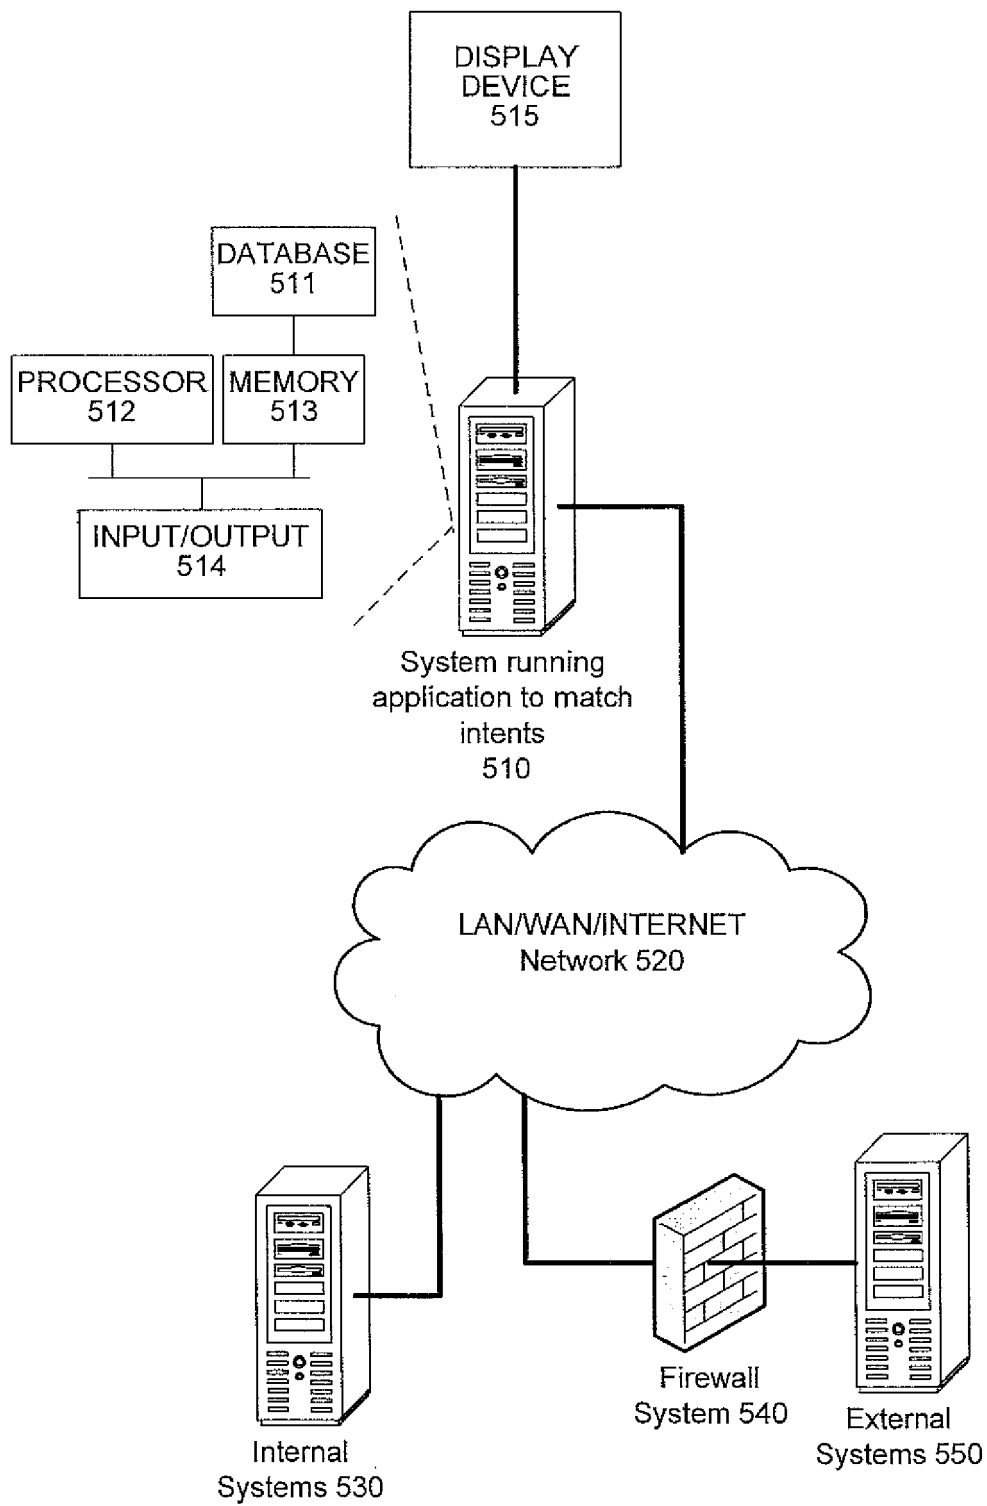 DISPLAY
DEVICE
515
DATABASE
511
PROCESSOR
512
MEMORY
513
INPUT/OUTPUT
514
System running
application to match
intents
510
LAN/WAN/INTERNET
Network 520
Firewall
System 540
External
Systems 550
Internal
Systems 530